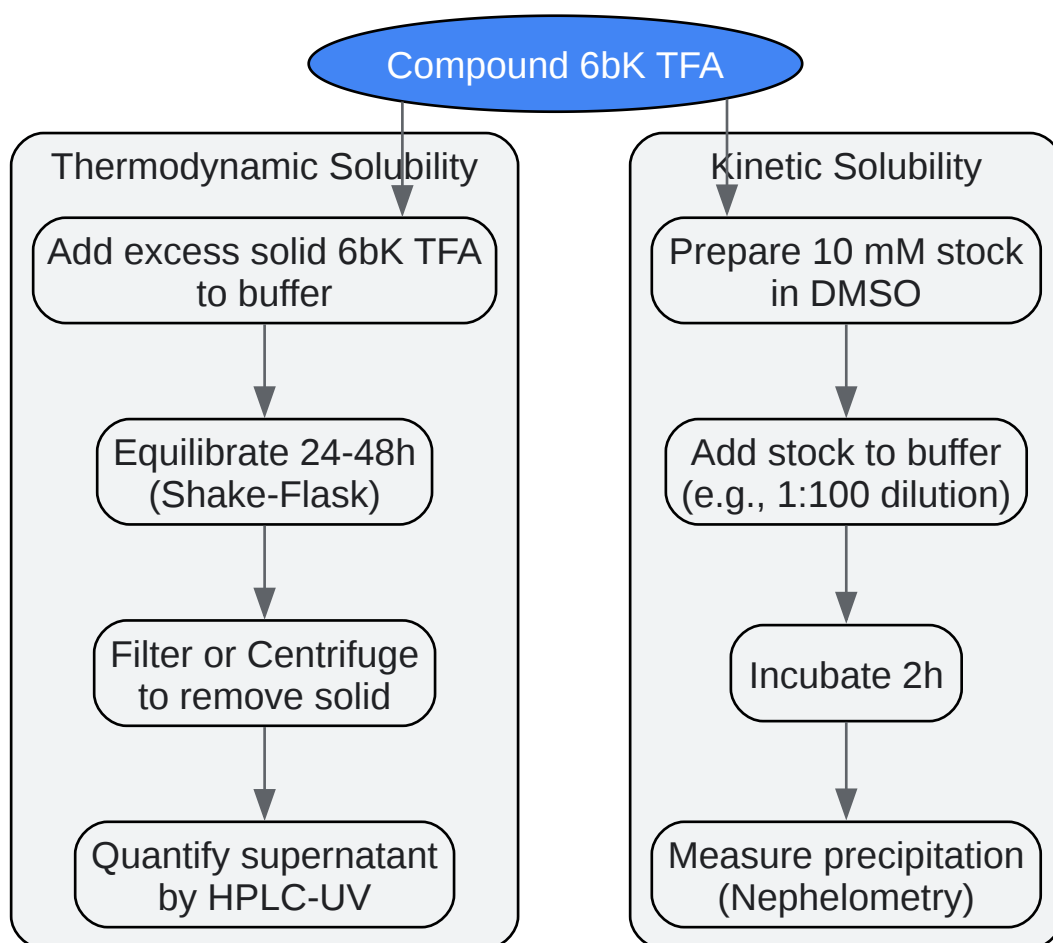 Compound 6bK TFA
Thermodynamic Solubility
Add excess solid 6bK TFA
to buffer
Equilibrate 24-48h
(Shake-Flask)
Filter or Centrifuge
to remove solid
Quantify supernatant
by HPLC-UV
Kinetic Solubility
Prepare 10 mM stock
in DMSO
Add stock to buffer
(e.g., 1:100 dilution)
Incubate 2h
Measure precipitation
(Nephelometry)